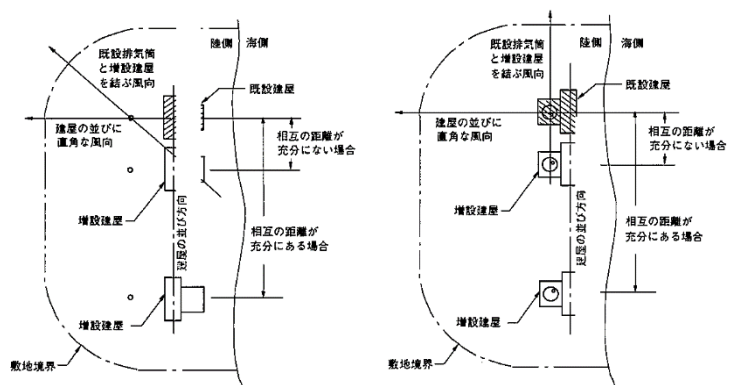 既設排気筒
と増設建屋
を結ぶ風向
陸側
海側
既設建屋
建屋の並びに
直角な風向
相互の距離が
充分にない場合
増設建屋
建屋の並び方向
相互の距離が
充分にある場合
増設建屋
敷地境界
既設排気筒
と増設建屋
を結ぶ風向
陸側
海側
既設建屋
建屋の並びに
直角な風向
相互の距離が
充分にない場合
増設建屋
建屋の並び方向
相互の距離が
充分にある場合
増設建屋
敷地境界